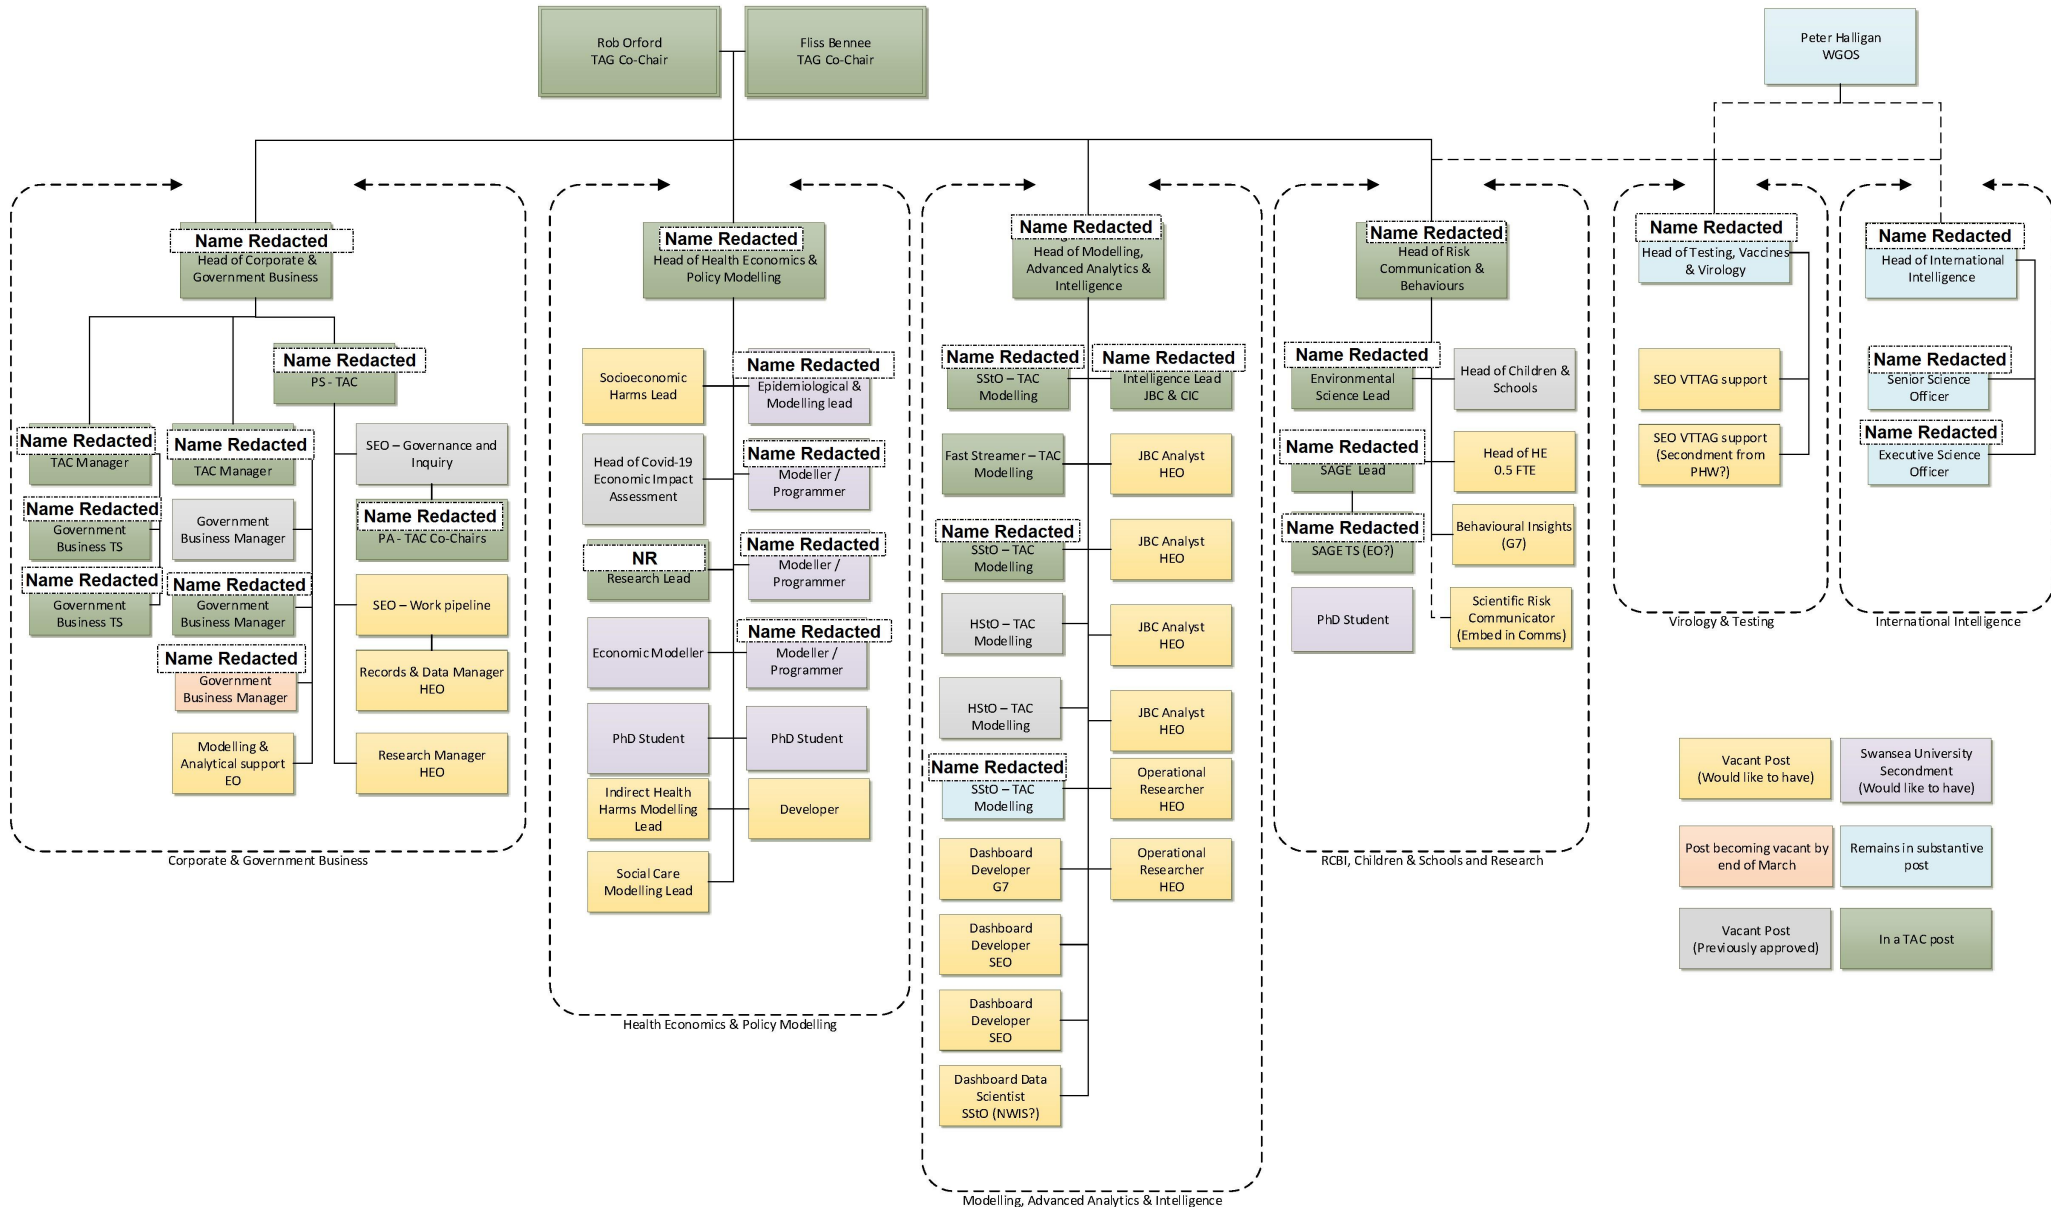 Rob Orford
TAG Co-Chair
Fliss Bennee
TAG Co-Chair
Peter Halligan
WGOS
Name Redacted
Head of Corporate &
Government Business
Name Redacted
PS - TAC
Name Redacted
TAC Manager
Name Redacted
Government
Business TS
Name Redacted
Government
Business TS
Name Redacted
TAC Manager
Government
Business Manager
Name Redacted
Government
Business Manager
Name Redacted
Government
Business Manager
Modelling &
Analytical support
EO
SEO – Governance and
Inquiry
Name Redacted
PA - TAC Co-Chairs
SEO – Work pipeline
Records & Data Manager
HEO
Research Manager
HEO
Corporate & Government Business
Name Redacted
Head of Health Economics &
Policy Modelling
Socioeconomic
Harms Lead
Name Redacted
Epidemiological &
Modelling lead
Head of Covid-19
Economic Impact
Assessment
Name Redacted
Modeller /
Programmer
NR
Research Lead
Name Redacted
Modeller /
Programmer
Economic Modeller
Name Redacted
Modeller /
Programmer
PhD Student
PhD Student
Indirect Health
Harms Modelling
Lead
Developer
Social Care
Modelling Lead
Health Economics & Policy Modelling
Name Redacted
Head of Modelling,
Advanced Analytics &
Intelligence
Name Redacted
SStO – TAC
Modelling
Name Redacted
Intelligence Lead
JBC & CIC
Fast Streamer – TAC
Modelling
JBC Analyst
HEO
Name Redacted
SStO – TAC
Modelling
JBC Analyst
HEO
HStO – TAC
Modelling
JBC Analyst
HEO
HStO – TAC
Modelling
JBC Analyst
HEO
Name Redacted
SStO – TAC
Modelling
Operational
Researcher
HEO
Dashboard
Developer
G7
Operational
Researcher
HEO
Dashboard
Developer
SEO
Dashboard
Developer
SEO
Dashboard Data
Scientist
SStO (NWIS?)
Modelling, Advanced Analytics & Intelligence
Name Redacted
Head of Risk
Communication &
Behaviours
Name Redacted
Environmental
Science Lead
Head of Children &
Schools
Name Redacted
SAGE Lead
Head of HE
0.5 FTE
Name Redacted
SAGE TS (EO?)
Behavioural Insights
(G7)
PhD Student
Scientific Risk
Communicator
(Embed in Comms)
RCBI, Children & Schools and Research
Name Redacted
Head of Testing, Vaccines
& Virology
SEO VTTAG support
SEO VTTAG support
(Secondment from
PHW?)
Virology & Testing
Name Redacted
Head of International
Intelligence
Name Redacted
Senior Science
Officer
Name Redacted
Executive Science
Officer
International Intelligence
Vacant Post
(Would like to have)
Swansea University
Secondment
(Would like to have)
Post becoming vacant by
end of March
Remains in substantive
post
Vacant Post
(Previously approved)
In a TAC post